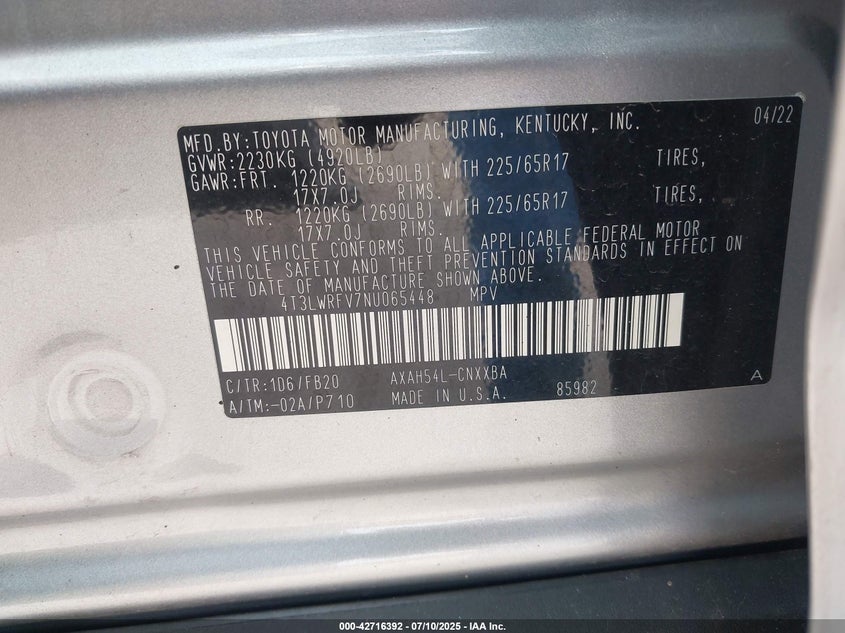 MFD.BY:TOYOTA MOTOR MANUFACTURING, KENTUCKY, INC. 04/22
GVWR:2230KG (4920LB)
GAWR:FRT. 1220KG (2690LB) WITH 225/65R17 TIRES,
17X7.0J RIMS.
RR. 1220KG (2690LB) WITH 225/65R17 TIRES,
17X7.0J RIMS.
THIS VEHICLE CONFORMS TO ALL APPLICABLE FEDERAL MOTOR
VEHICLE SAFETY AND THEFT PREVENTION STANDARDS IN EFFECT ON
THE DATE OF MANUFACTURE SHOWN ABOVE.
4T3LWRFV7NU065448 MPV
C/TR:1D6/FB20 AXAH54L-CNXXBA A
A/TM:-02A/P710 MADE IN U.S.A. 85982
000-42716392 — 07/10/2025 — IAA Inc.